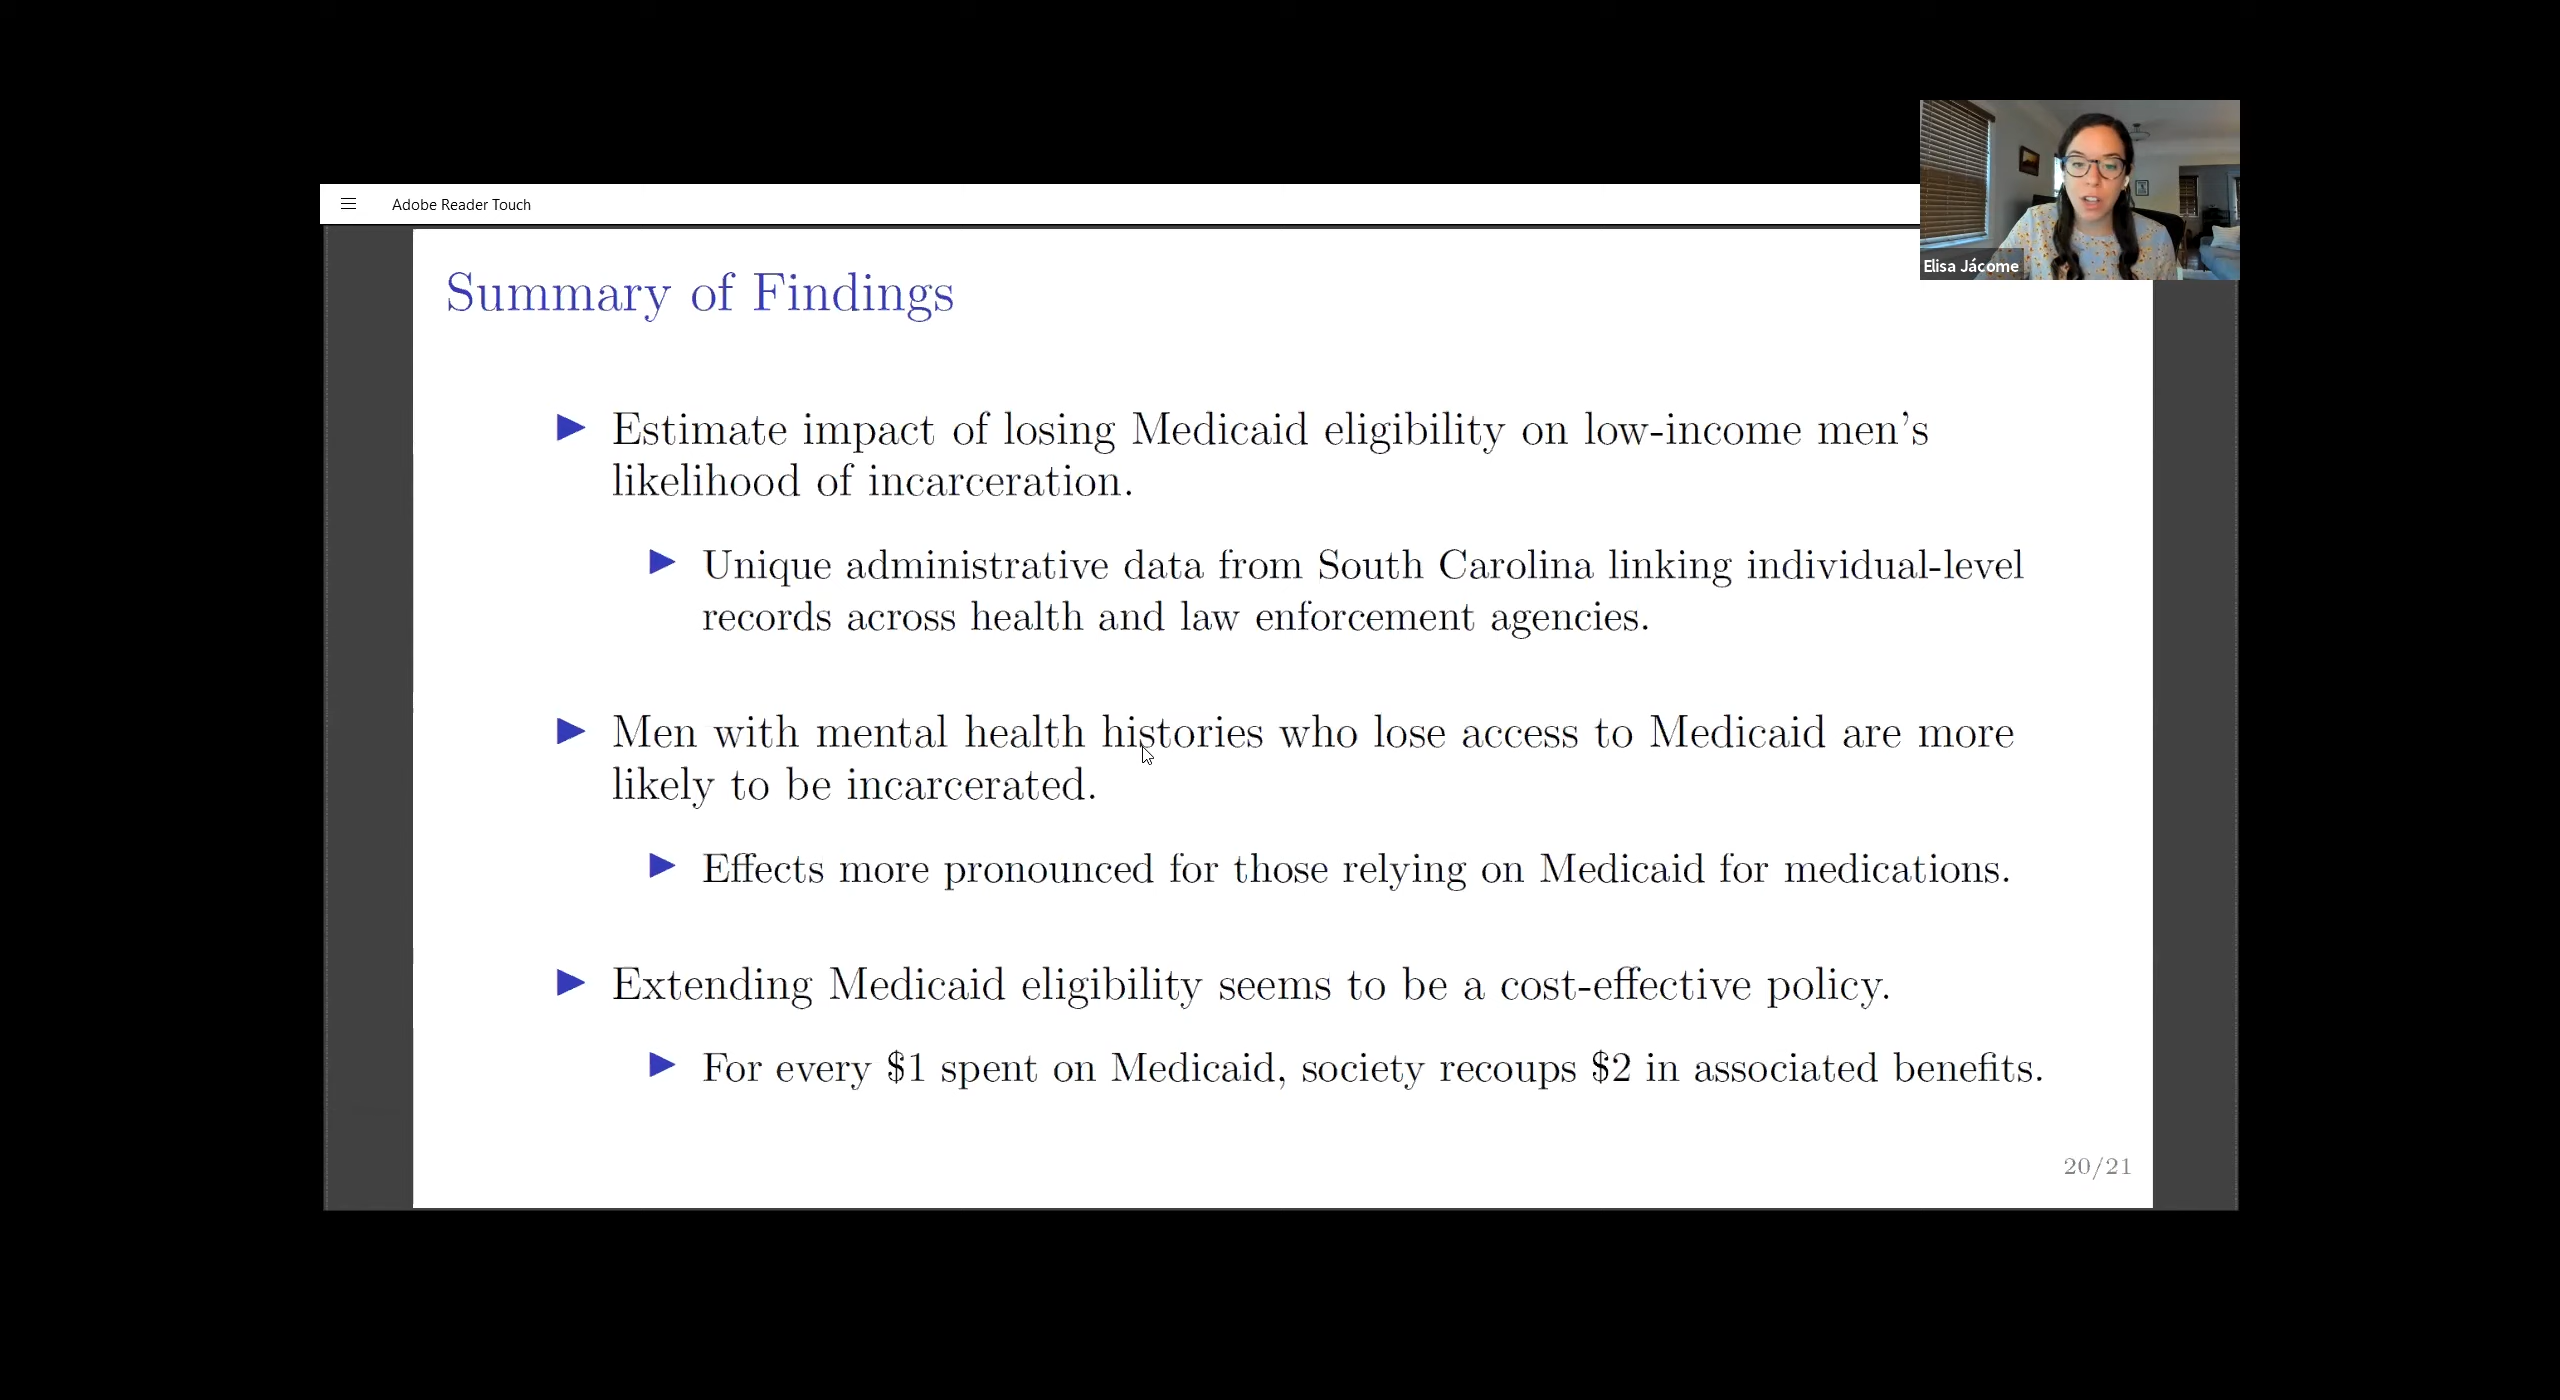 Adobe Reader Touch
Elisa Jácome
Summary of Findings
Estimate impact of losing Medicaid eligibility on low-income men's
likelihood of incarceration.
Unique administrative data from South Carolina linking individual-level
records across health and law enforcement agencies.
Men with mental health histories who lose access to Medicaid are more
likely to be incarcerated.
Effects more pronounced for those relying on Medicaid for medications.
Extending Medicaid eligibility seems to be a cost-effective policy.
For every $1 spent on Medicaid, society recoups $2 in associated benefits.
20/21